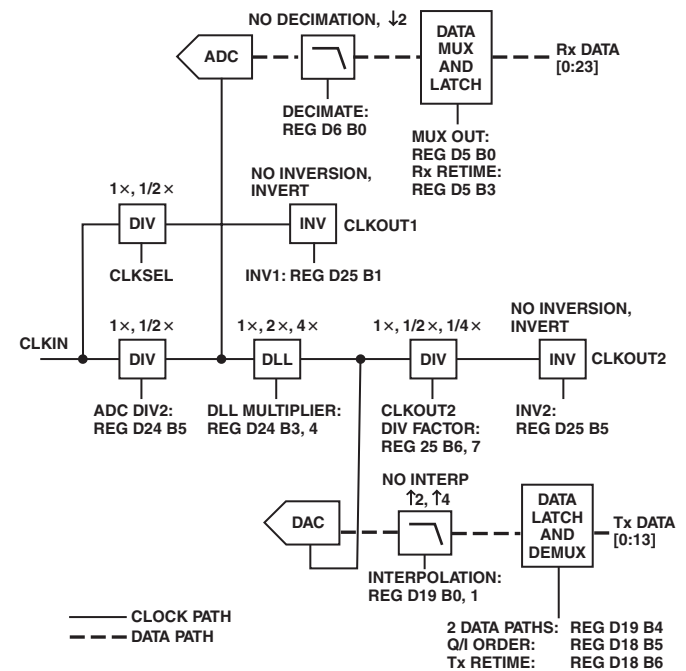 NO DECIMATION, ↓2
ADC
DATA
MUX
AND
LATCH
Rx DATA
[0:23]
DECIMATE:
REG D6 B0
MUX OUT:
REG D5 B0
Rx RETIME:
REG D5 B3
1×, 1/2×
NO INVERSION,
INVERT
DIV
INV
CLKOUT1
CLKSEL
INV1: REG D25 B1
CLKIN
1×, 1/2×
1×, 2×, 4×
1×, 1/2×, 1/4×
NO INVERSION,
INVERT
DIV
DLL
DIV
INV
CLKOUT2
ADC DIV2:
REG D24 B5
DLL MULTIPLIER:
REG D24 B3, 4
CLKOUT2
DIV FACTOR:
REG 25 B6, 7
INV2:
REG D25 B5
NO INTERP
↑2, ↑4
DAC
DATA
LATCH
AND
DEMUX
Tx DATA
[0:13]
INTERPOLATION:
REG D19 B0, 1
CLOCK PATH
DATA PATH
2 DATA PATHS: REG D19 B4
Q/I ORDER: REG D18 B5
Tx RETIME: REG D18 B6